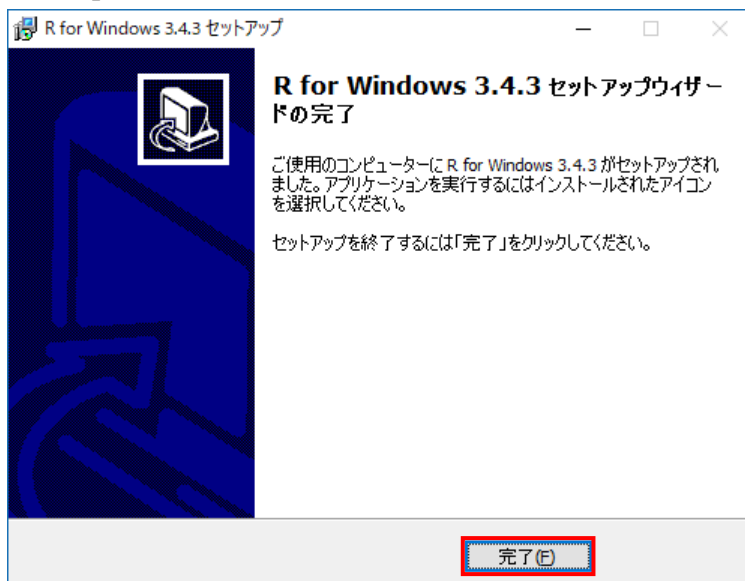 R for Windows 3.4.3 セットアップ
R for Windows 3.4.3 セットアップウィザー
ドの完了
ご使用のコンピューターに R for Windows 3.4.3 がセットアップされ
ました。アプリケーションを実行するにはインストールされたアイコン
を選択してください。
セットアップを終了するには「完了」をクリックしてください。
完了(F)